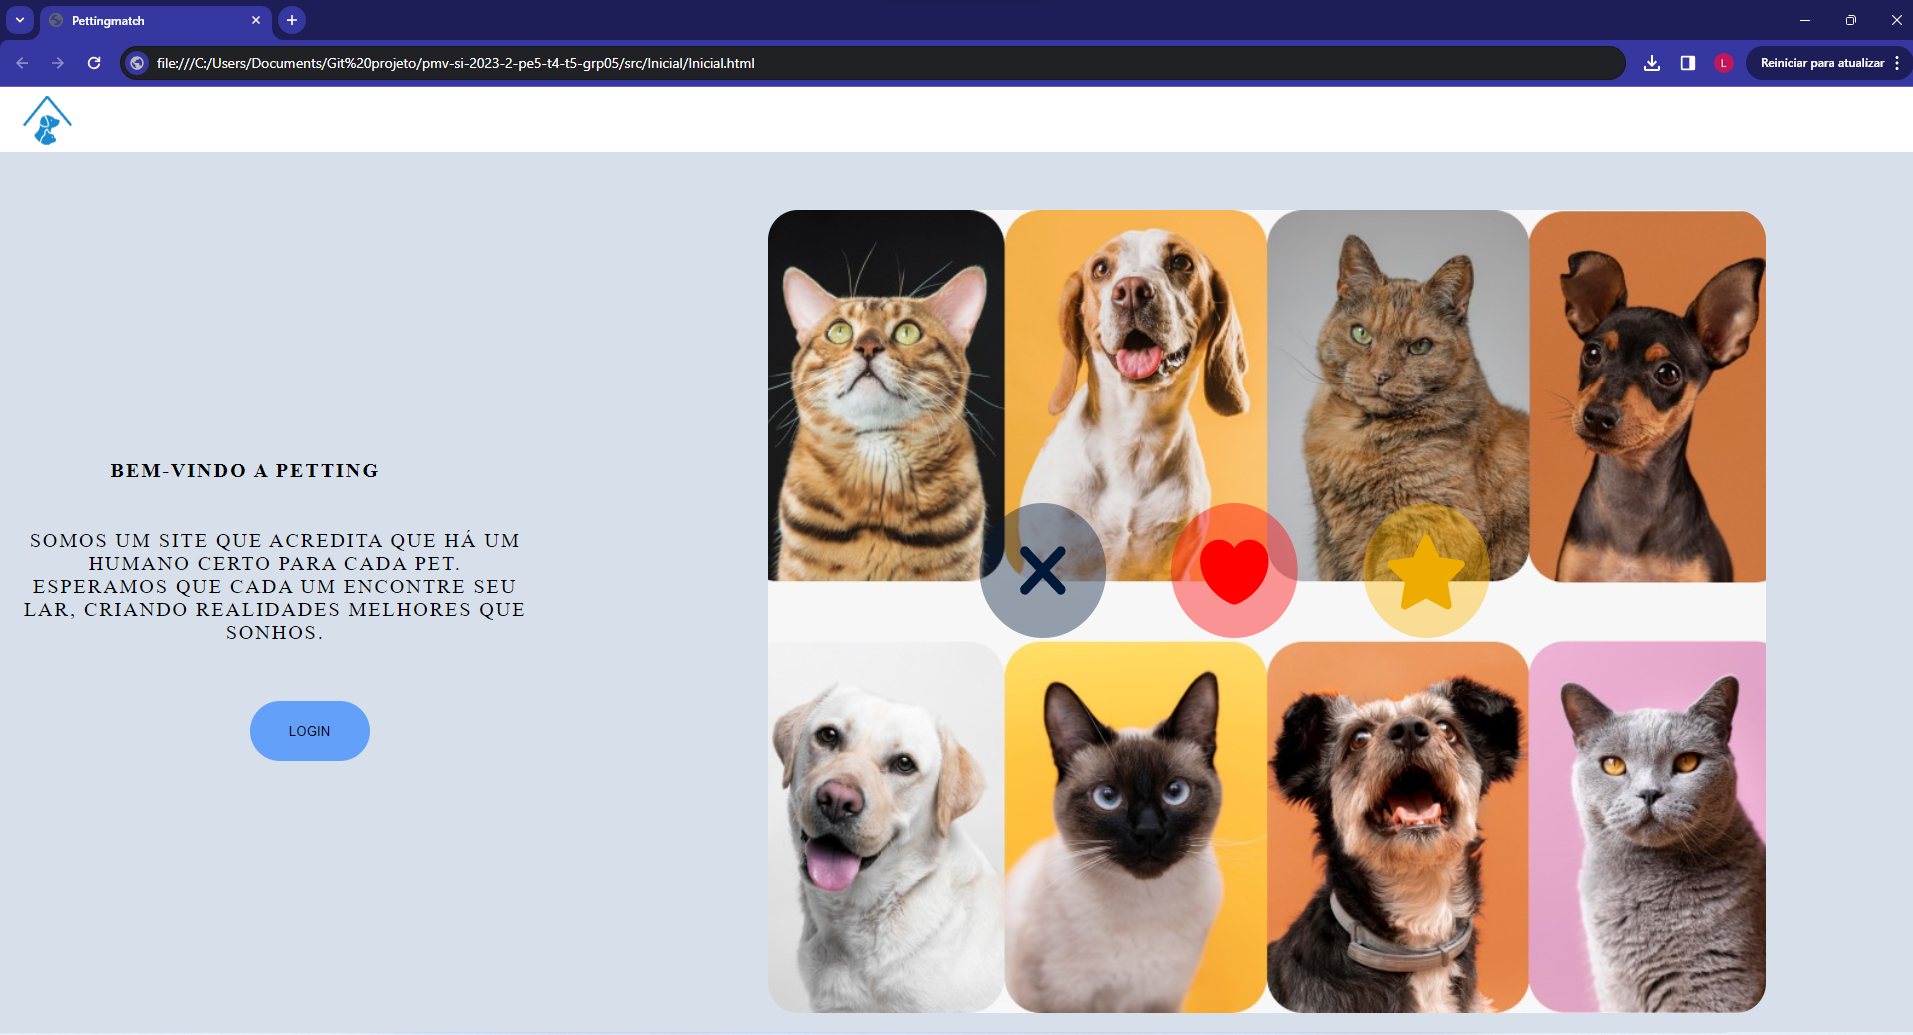 Pettingmatch
file:///C:/Users/Documents/Git%20projeto/pmv-si-2023-2-pe5-t4-t5-grp05/src/Inicial/Inicial.html
L
Reiniciar para atualizar
BEM-VINDO A PETTING
SOMOS UM SITE QUE ACREDITA QUE HÁ UM
HUMANO CERTO PARA CADA PET.
ESPERAMOS QUE CADA UM ENCONTRE SEU
LAR, CRIANDO REALIDADES MELHORES QUE
SONHOS.
LOGIN